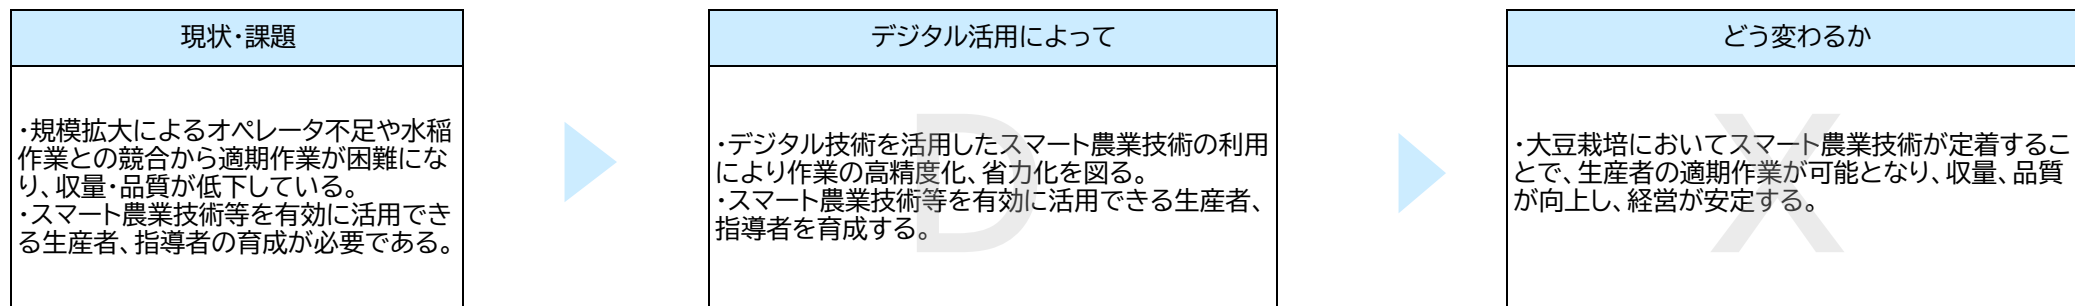 現状・課題
・規模拡大によるオペレータ不足や水稲
作業との競合から適期作業が困難にな
り、収量・品質が低下している。
・スマート農業技術等を有効に活用でき
る生産者、指導者の育成が必要である。
デジタル活用によって
・デジタル技術を活用したスマート農業技術の利用
により作業の高精度化、省力化を図る。
・スマート農業技術等を有効に活用できる生産者、
指導者を育成する。
D
どう変わるか
・大豆栽培においてスマート農業技術が定着するこ
とで、生産者の適期作業が可能となり、収量、品質
が向上し、経営が安定する。
X